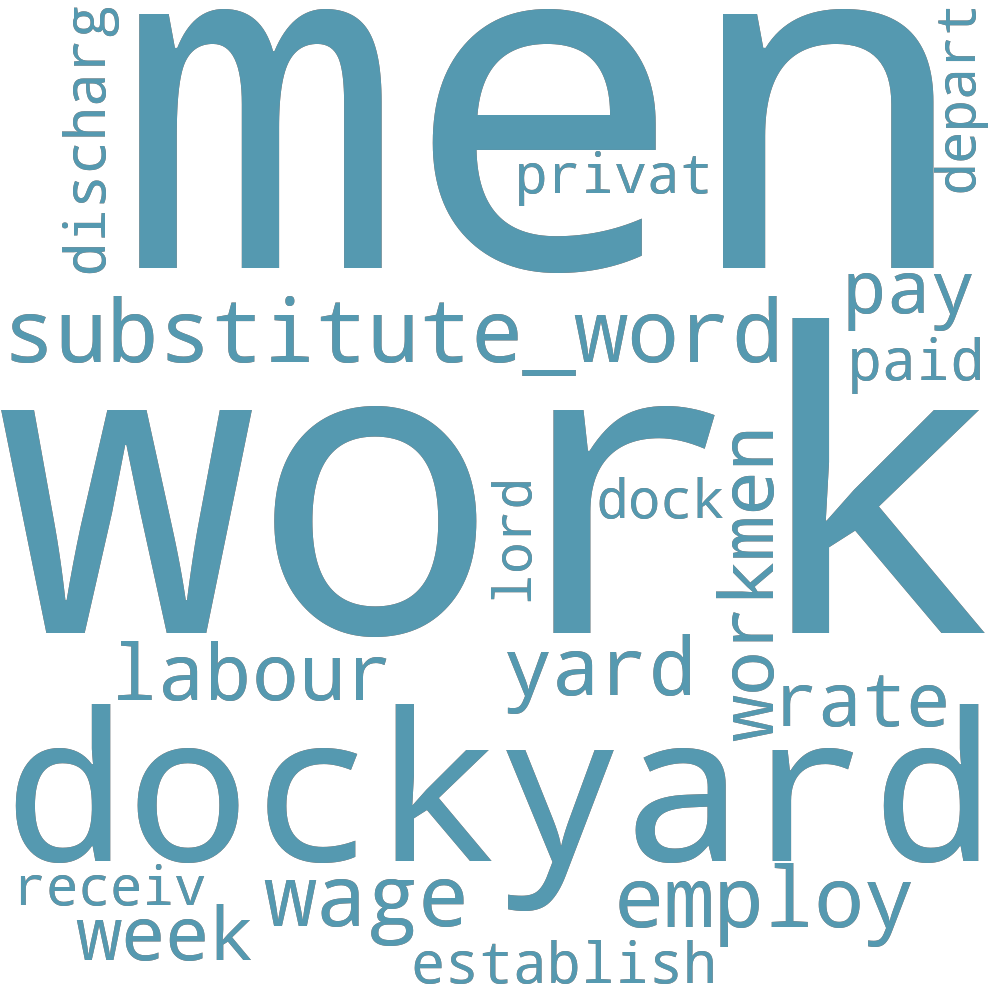 discharg
men
depart
privat
substitute_word
pay
paid
work
lord
dock
workmen
labour
yard
rate
dockyard
receiv
wage
employ
week
establish